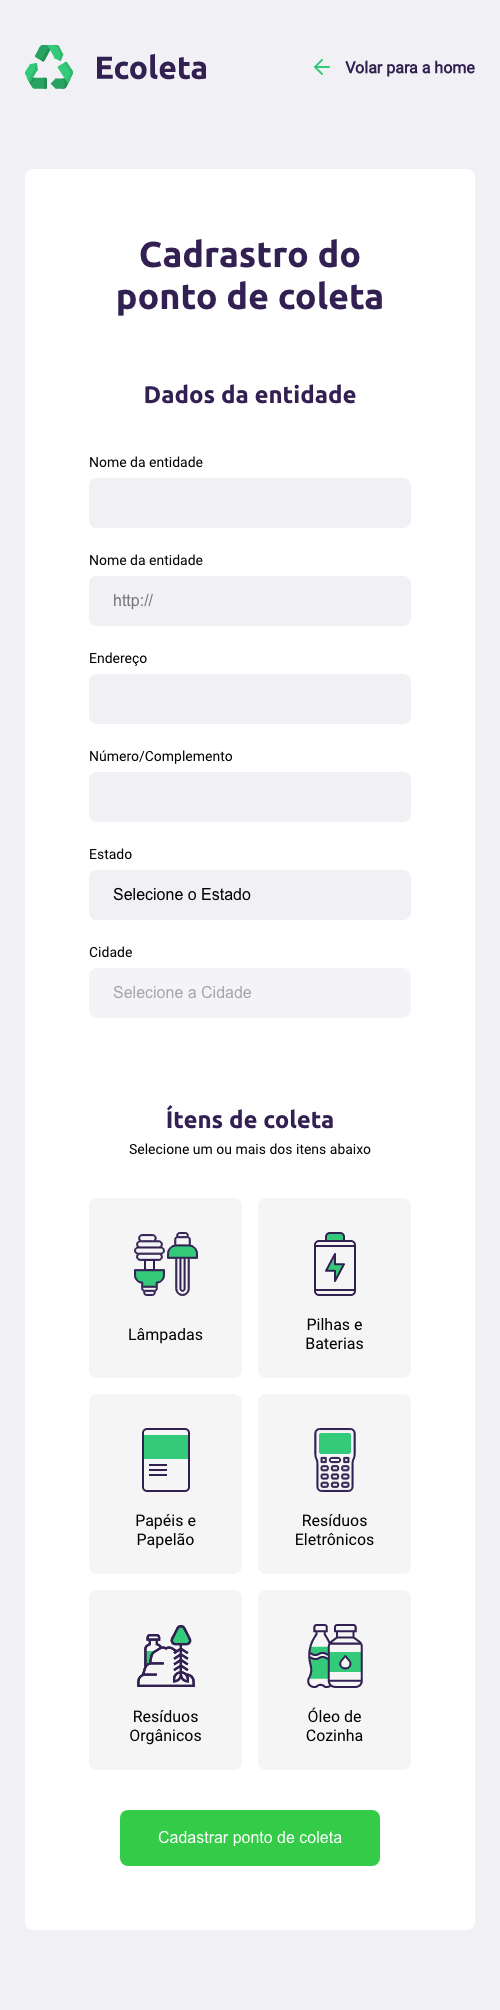 Ecoleta
Volar para a home
Cadrastro do
ponto de coleta
Dados da entidade
Nome da entidade
Nome da entidade
http://
Endereço
Número/Complemento
Estado
Selecione o Estado
Cidade
Selecione a Cidade
Ítens de coleta
Selecione um ou mais dos itens abaixo
Lâmpadas
Pilhas e
Baterias
Papéis e
Papelão
Resíduos
Eletrônicos
Resíduos
Orgânicos
Óleo de
Cozinha
Cadastrar ponto de coleta